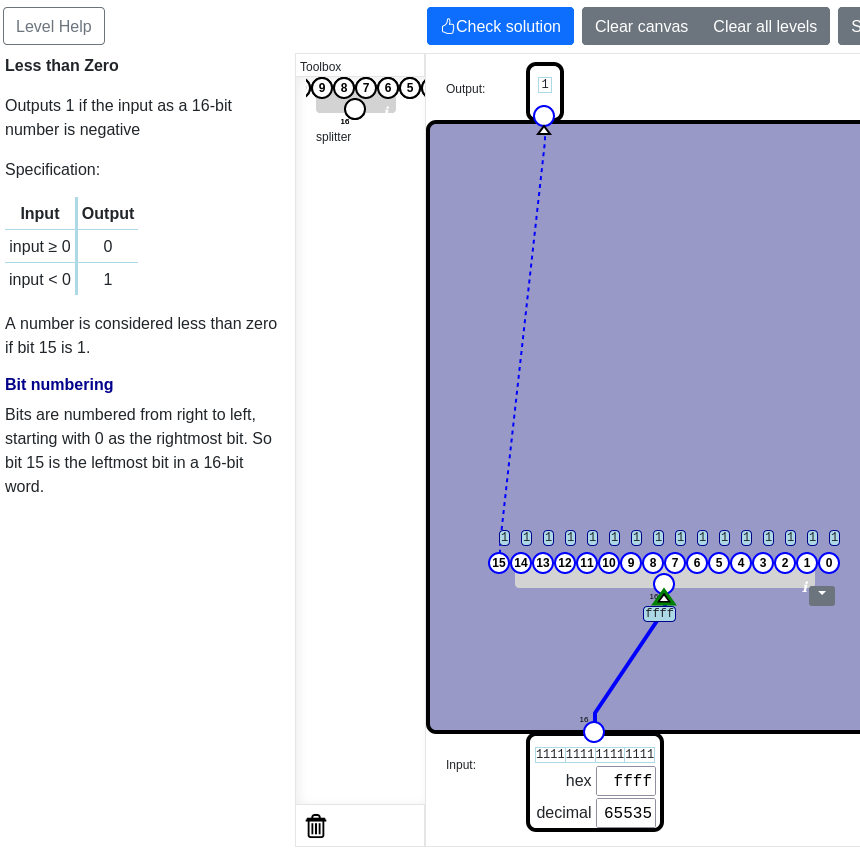 Level Help
Check solution
Clear canvas
Clear all levels
S
Less than Zero
Outputs 1 if the input as a 16-bit
number is negative
Specification:
Input Output
input ≥ 0 0
input < 0 1
A number is considered less than zero
if bit 15 is 1.
Bit numbering
Bits are numbered from right to left,
starting with 0 as the rightmost bit. So
bit 15 is the leftmost bit in a 16-bit
word.
Toolbox
9 8 7 6 5
i
16
splitter
Output:
1
1 1 1 1 1 1 1 1 1 1 1 1 1 1 1 1
15 14 13 12 11 10 9 8 7 6 5 4 3 2 1 0
i
16
ffff
16
Input:
1111 1111 1111 1111
hex ffff
decimal 65535